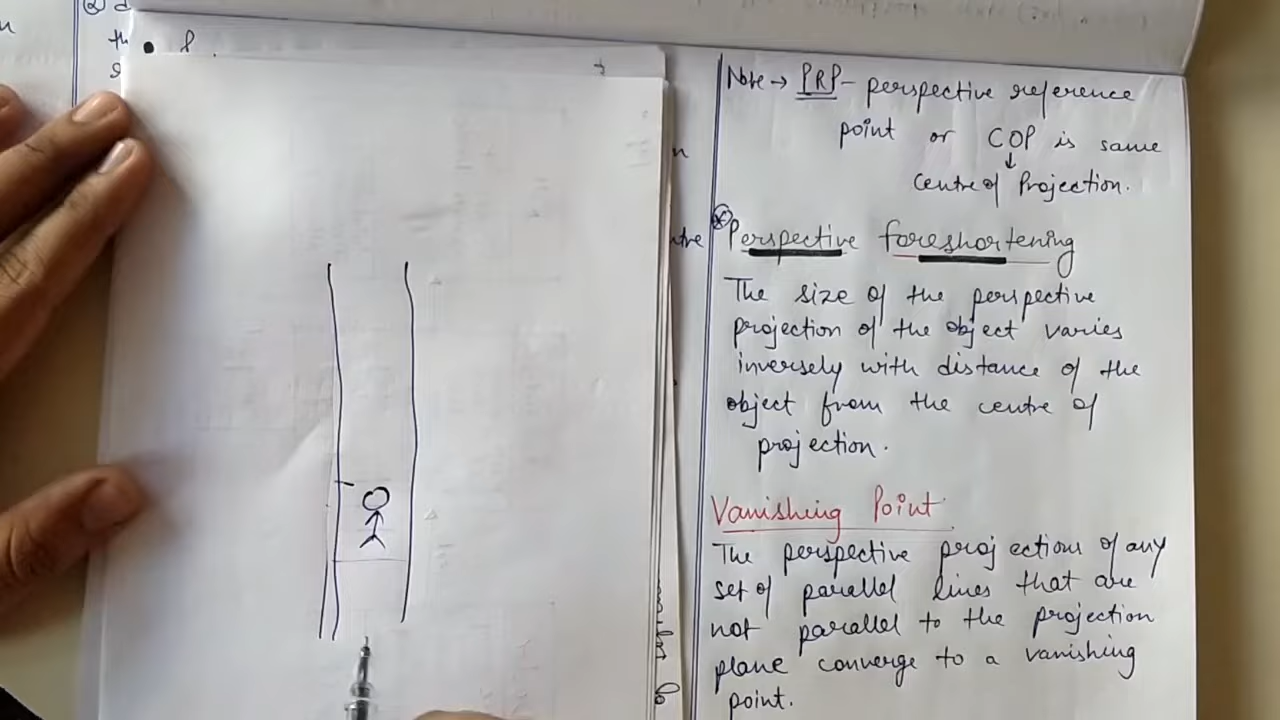 Note → PRP - perspective reference
point or COP is same
↓
Centre of Projection.
Perspective foreshortening
The size of the perspective
projection of the object varies
inversely with distance of the
object from the centre of
projection.
Vanishing Point
The perspective projections of any
set of parallel lines that are
not parallel to the projection
plane converge to a vanishing
point.